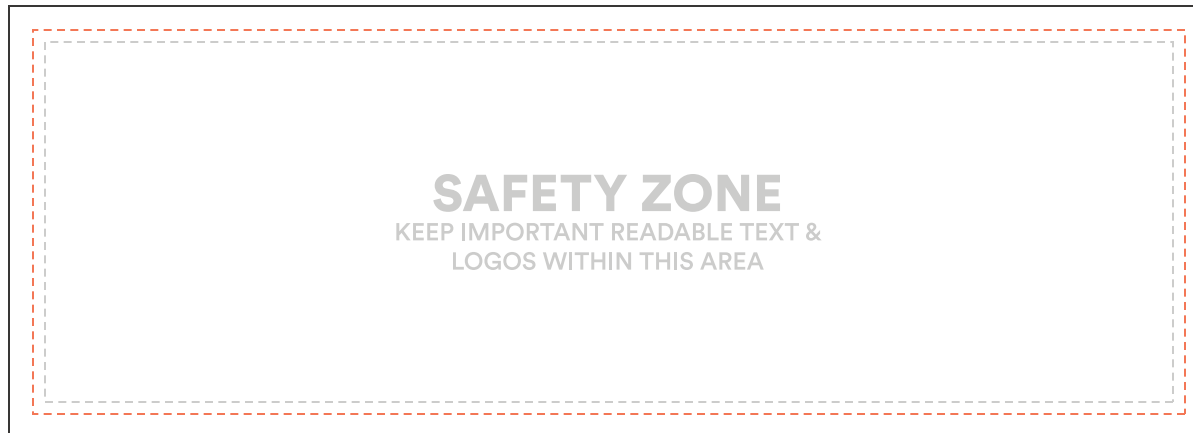 SAFETY ZONE
KEEP IMPORTANT READABLE TEXT &
LOGOS WITHIN THIS AREA